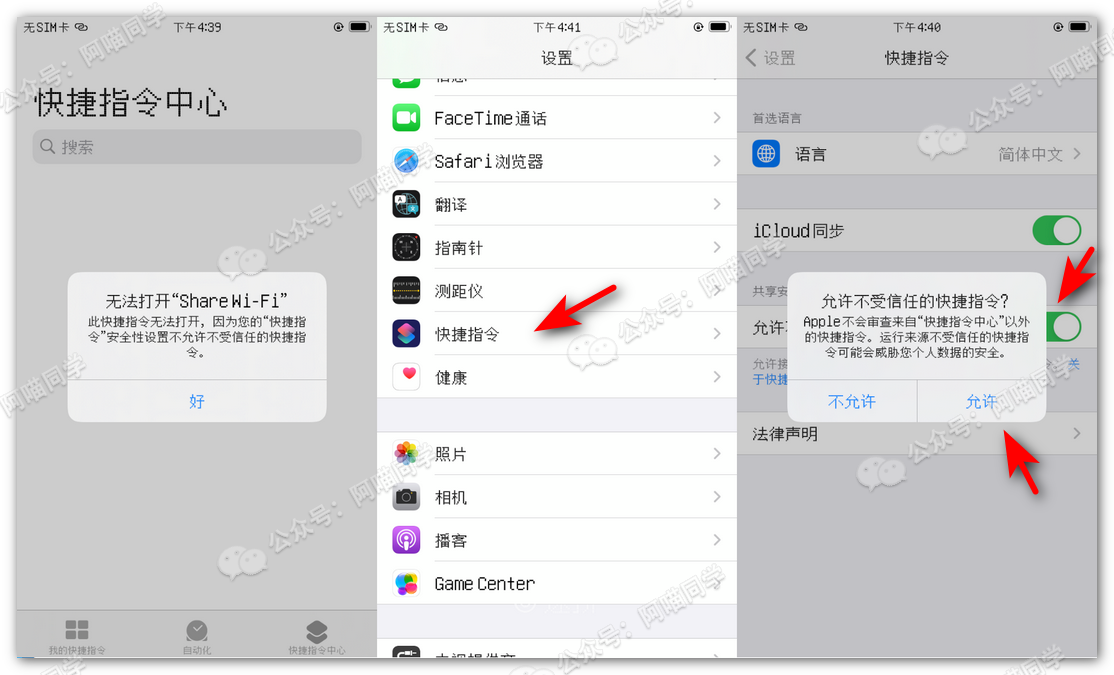 无SIM卡
下午4:39
快捷指令中心
搜索
无法打开“Share Wi-Fi”
此快捷指令无法打开，因为您的“快捷指
令”安全性设置不允许不受信任的快捷指
令。
好
我的快捷指令
自动化
快捷指令中心
无SIM卡
下午4:41
设置
信息
FaceTime通话
Safari浏览器
翻译
指南针
测距仪
快捷指令
健康
照片
相机
播客
Game Center
无SIM卡
下午4:40
设置
快捷指令
首选语言
语言
简体中文
iCloud同步
共享安
允许不
允许不受信任的快捷指令？
Apple不会审查来自“快捷指令中心”以外
的快捷指令。运行来源不受信任的快捷指
令可能会威胁您个人数据的安全。
允许接
关
于快捷
不允许
允许
法律声明
公众号：阿喵同学